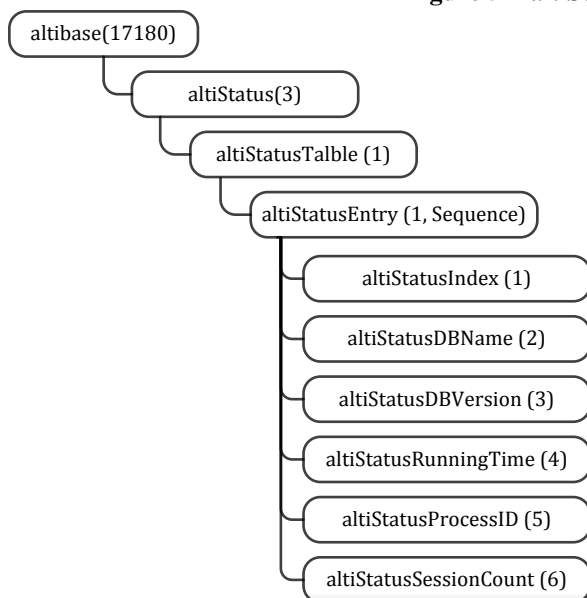 altibase(17180)
altiStatus(3)
altiStatusTalble (1)
altiStatusEntry (1, Sequence)
altiStatusIndex (1)
altiStatusDBName (2)
altiStatusDBVersion (3)
altiStatusRunningTime (4)
altiStatusProcessID (5)
altiStatusSessionCount (6)